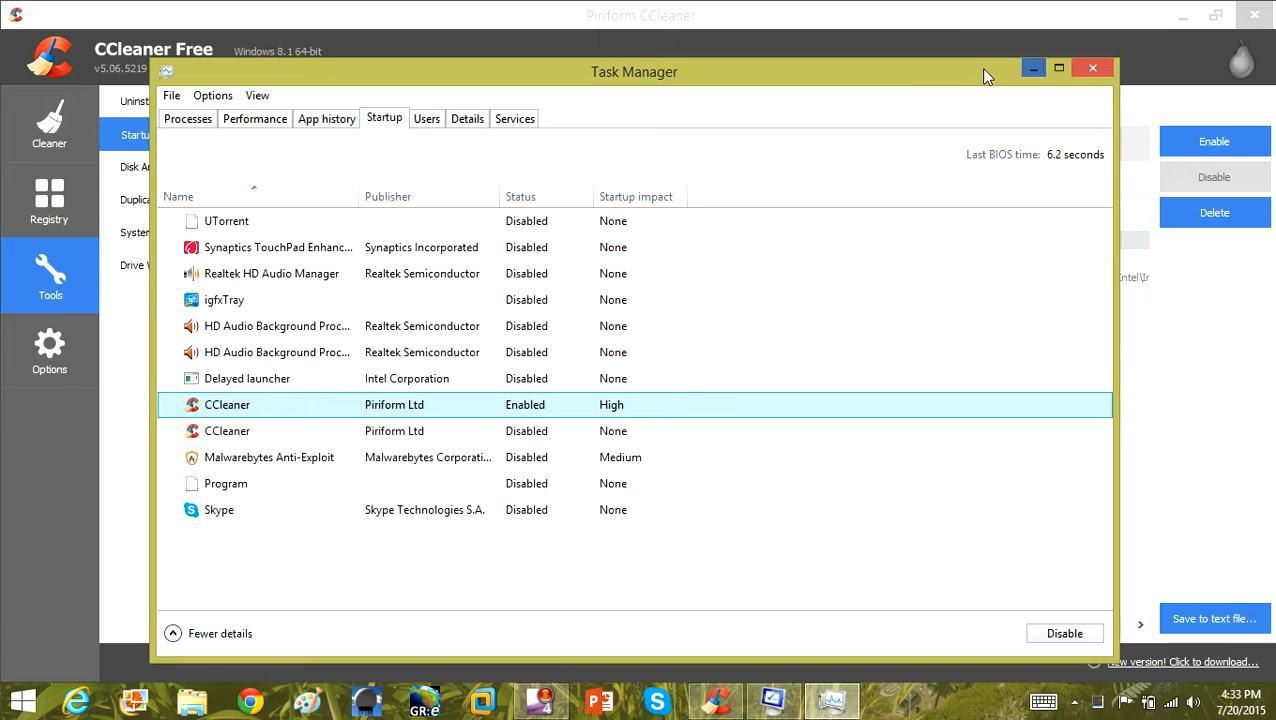 Piriform CCleaner
CCleaner Free Windows 8.1 64-bit
v5.06.5219
Task Manager
File Options View
Processes Performance App history Startup Users Details Services
Last BIOS time: 6.2 seconds
Name Publisher Status Startup impact
UTorrent Disabled None
Synaptics TouchPad Enhanc... Synaptics Incorporated Disabled None
Realtek HD Audio Manager Realtek Semiconductor Disabled None
igfxTray Disabled None
HD Audio Background Proc... Realtek Semiconductor Disabled None
HD Audio Background Proc... Realtek Semiconductor Disabled None
Delayed launcher Intel Corporation Disabled None
CCleaner Piriform Ltd Enabled High
CCleaner Piriform Ltd Disabled None
Malwarebytes Anti-Exploit Malwarebytes Corporati... Disabled Medium
Program Disabled None
Skype Skype Technologies S.A. Disabled None
Fewer details
Disable
Cleaner
Registry
Tools
Options
Uninst
Startu
Disk An
Duplica
System
Drive W
Enable
Disable
Delete
Intel\Ir
Save to text file...
New version! Click to download...
GR:e
4
4:33 PM
7/20/2015